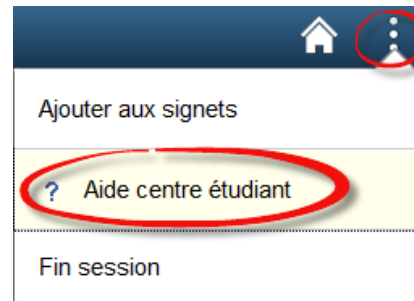 Ajouter aux signets
? Aide centre étudiant
Fin session